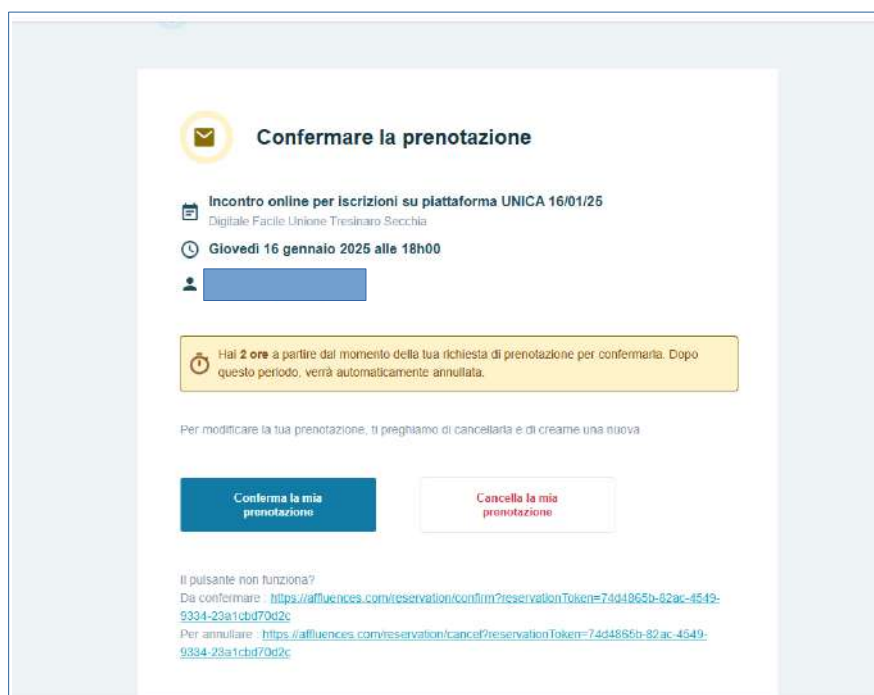 Confermare la prenotazione
Incontro online per iscrizioni su piattaforma UNICA 16/01/25
Digitale Facile Unione Tresinaro Secchia
Giovedì 16 gennaio 2025 alle 18h00
Hai 2 ore a partire dal momento della tua richiesta di prenotazione per confermarla. Dopo
questo periodo, verrà automaticamente annullata.
Per modificare la tua prenotazione, ti preghiamo di cancellarla e di crearne una nuova
Conferma la mia
prenotazione
Cancella la mia
prenotazione
Il pulsante non funziona?
Da confermare : https://affluences.com/reservation/confirm?reservationToken=74d4865b-82ac-4549-
9334-23a1cbd70d2c
Per annullare : https://affluences.com/reservation/cancel?reservationToken=74d4865b-82ac-4549-
9334-23a1cbd70d2c